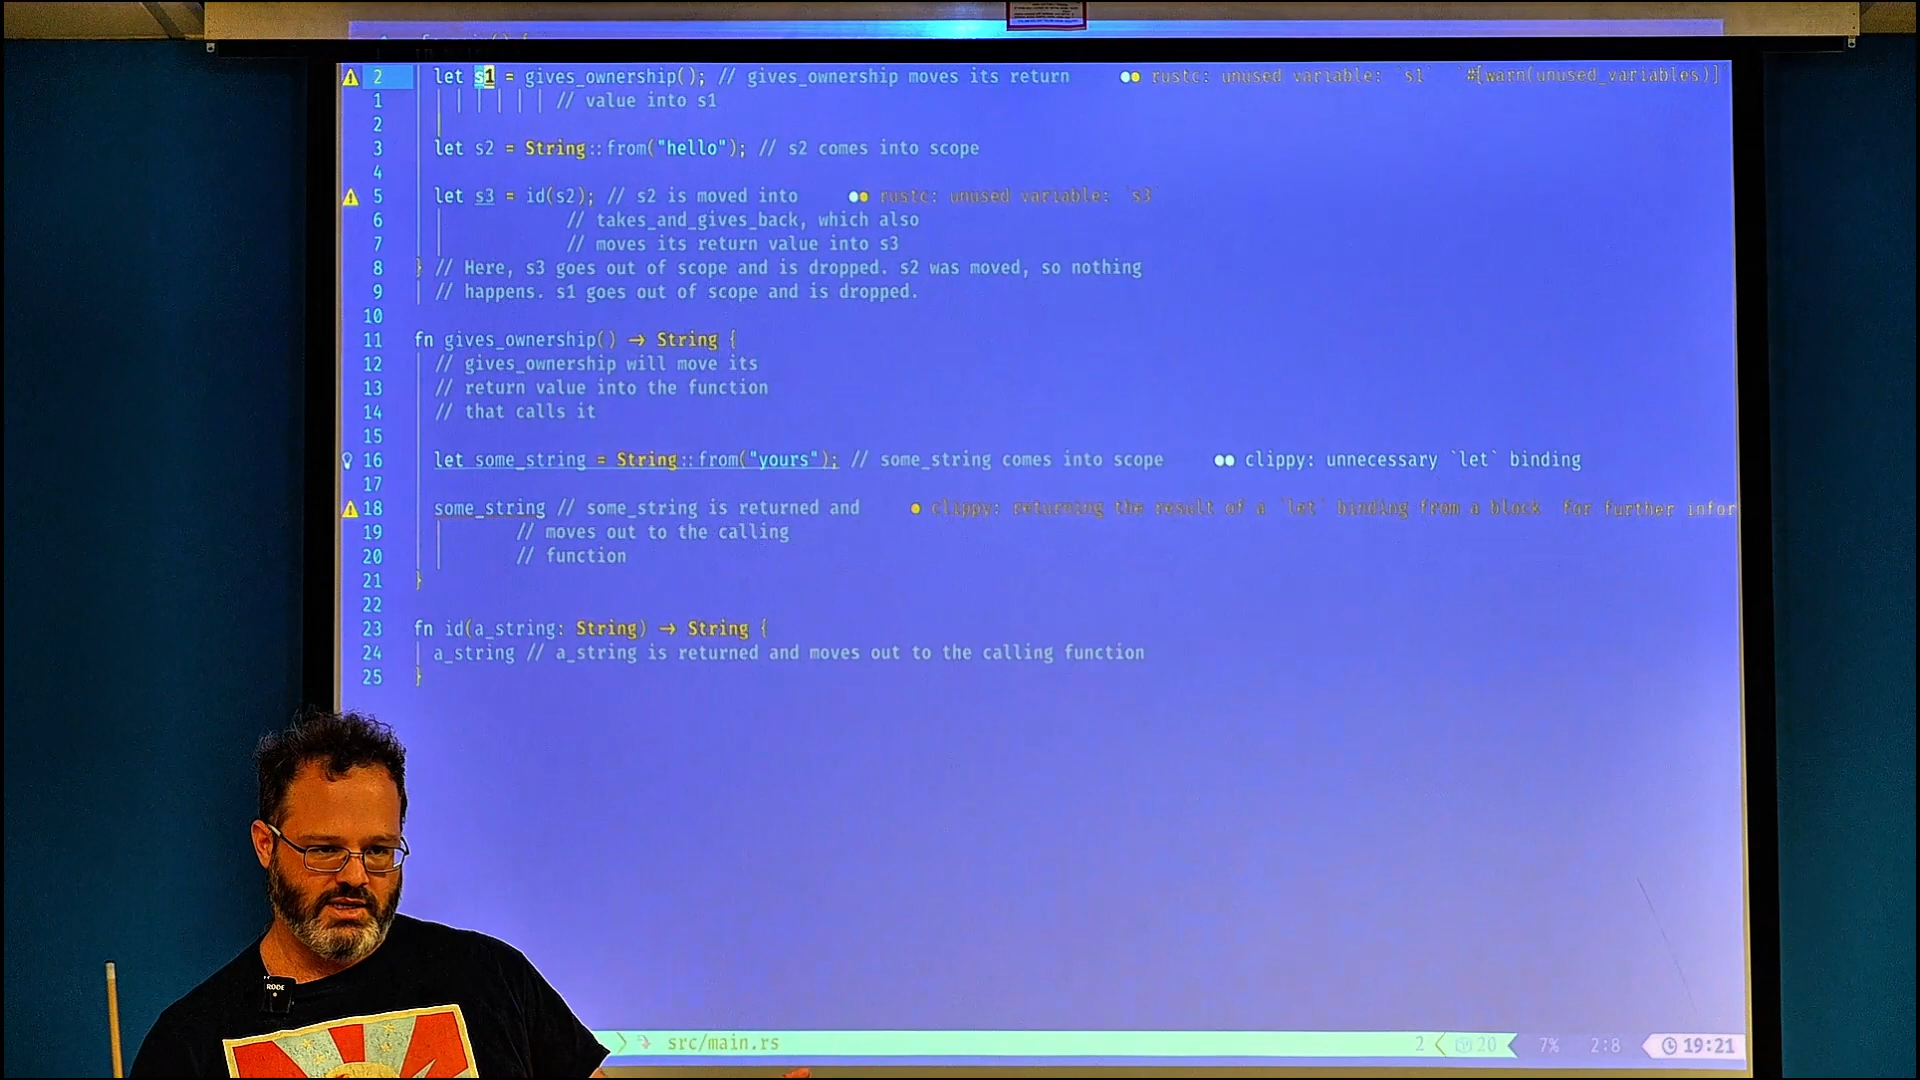 2 let s1 = gives_ownership(); // gives_ownership moves its return rustc: unused variable: `s1` `#[warn(unused_variables)]
1 // value into s1
2
3 let s2 = String::from("hello"); // s2 comes into scope
4
5 let s3 = id(s2); // s2 is moved into rustc: unused variable: `s3
6 // takes_and_gives_back, which also
7 // moves its return value into s3
8 } // Here, s3 goes out of scope and is dropped. s2 was moved, so nothing
9 // happens. s1 goes out of scope and is dropped.
10
11 fn gives_ownership() → String {
12 // gives_ownership will move its
13 // return value into the function
14 // that calls it
15
16 let some_string = String::from("yours"); // some_string comes into scope clippy: unnecessary `let` binding
17
18 some_string // some_string is returned and clippy: returning the result of a `let` binding from a block for further infor
19 // moves out to the calling
20 // function
21 }
22
23 fn id(a_string: String) → String {
24 a_string // a_string is returned and moves out to the calling function
25 }
RODE
src/main.rs 2 20 7% 2:8 19:21